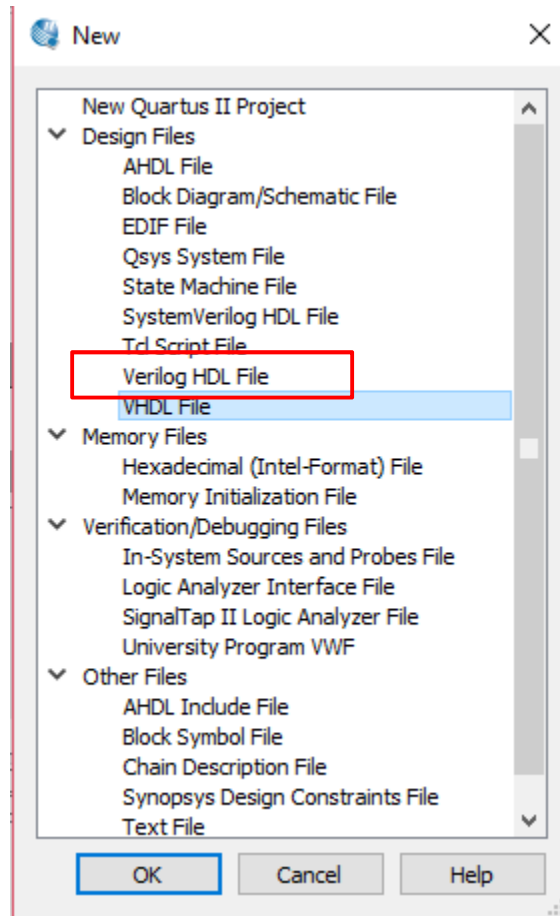 New
New Quartus II Project
Design Files
AHDL File
Block Diagram/Schematic File
EDIF File
Qsys System File
State Machine File
SystemVerilog HDL File
Tcl Script File
Verilog HDL File
VHDL File
Memory Files
Hexadecimal (Intel-Format) File
Memory Initialization File
Verification/Debugging Files
In-System Sources and Probes File
Logic Analyzer Interface File
SignalTap II Logic Analyzer File
University Program VWF
Other Files
AHDL Include File
Block Symbol File
Chain Description File
Synopsys Design Constraints File
Text File
OK Cancel Help